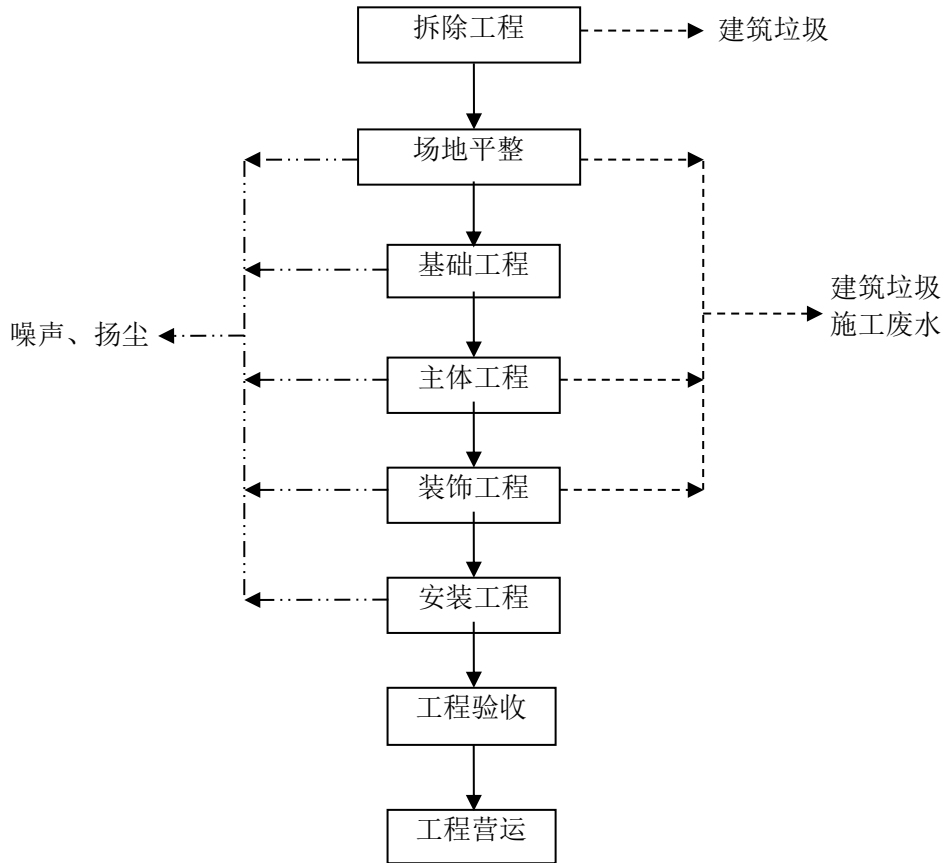 拆除工程
建筑垃圾
场地平整
基础工程
建筑垃圾
施工废水
噪声、扬尘
主体工程
装饰工程
安装工程
工程验收
工程营运